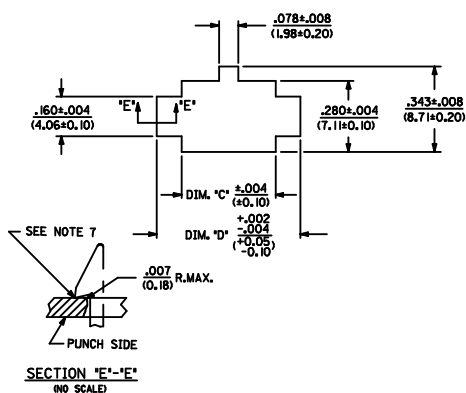 .078±.008
(1.98±0.20)
.160±.004
(4.06±0.10)
"E"
"E"
.280±.004
(7.11±0.10)
.343±.008
(8.71±0.20)
DIM. "C" ±.004
(±0.10)
DIM. "D" +.002
-.004
(+0.05
-0.10
SEE NOTE 7
.007
(0.18) R.MAX.
PUNCH SIDE
SECTION "E"-"E"
(NO SCALE)